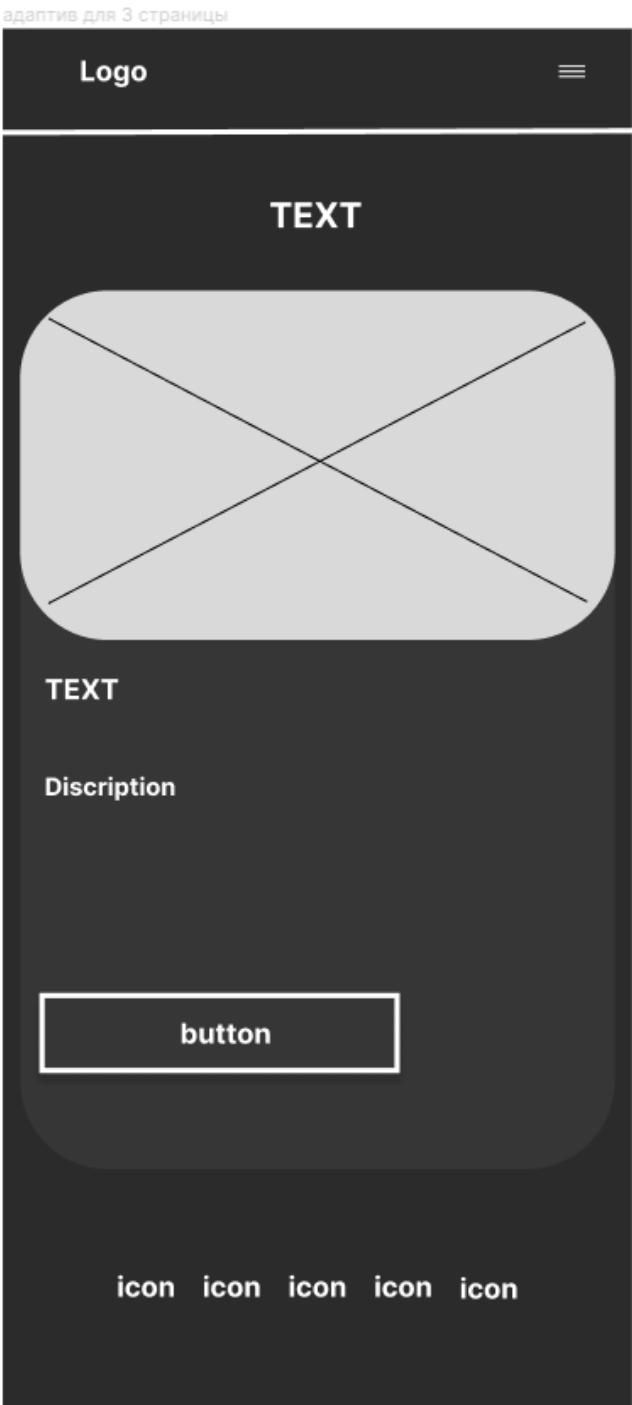 адаптив для 3 страницы
Logo
TEXT
TEXT
Discription
button
icon icon icon icon icon